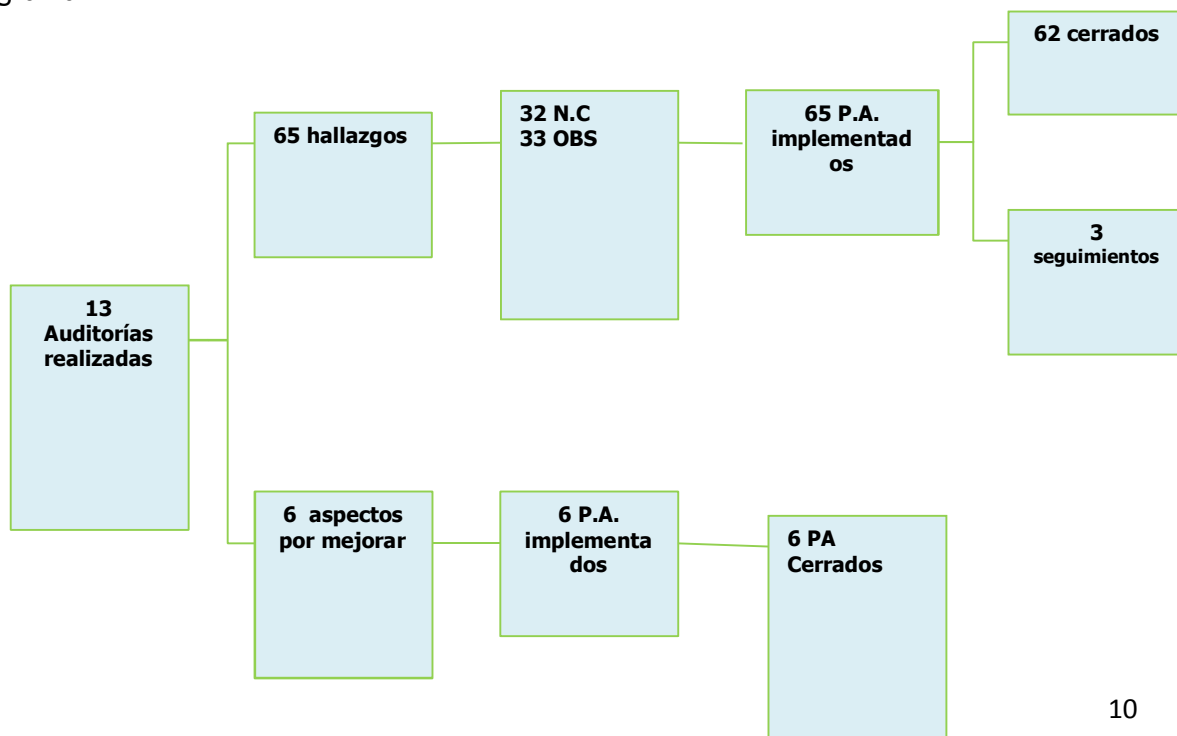 62 cerrados
65 hallazgos
32 N.C
33 OBS
65 P.A.
implementad
os
3
seguimientos
13
Auditorías
realizadas
6 aspectos
por mejorar
6 P.A.
implementa
dos
6 PA
Cerrados
10